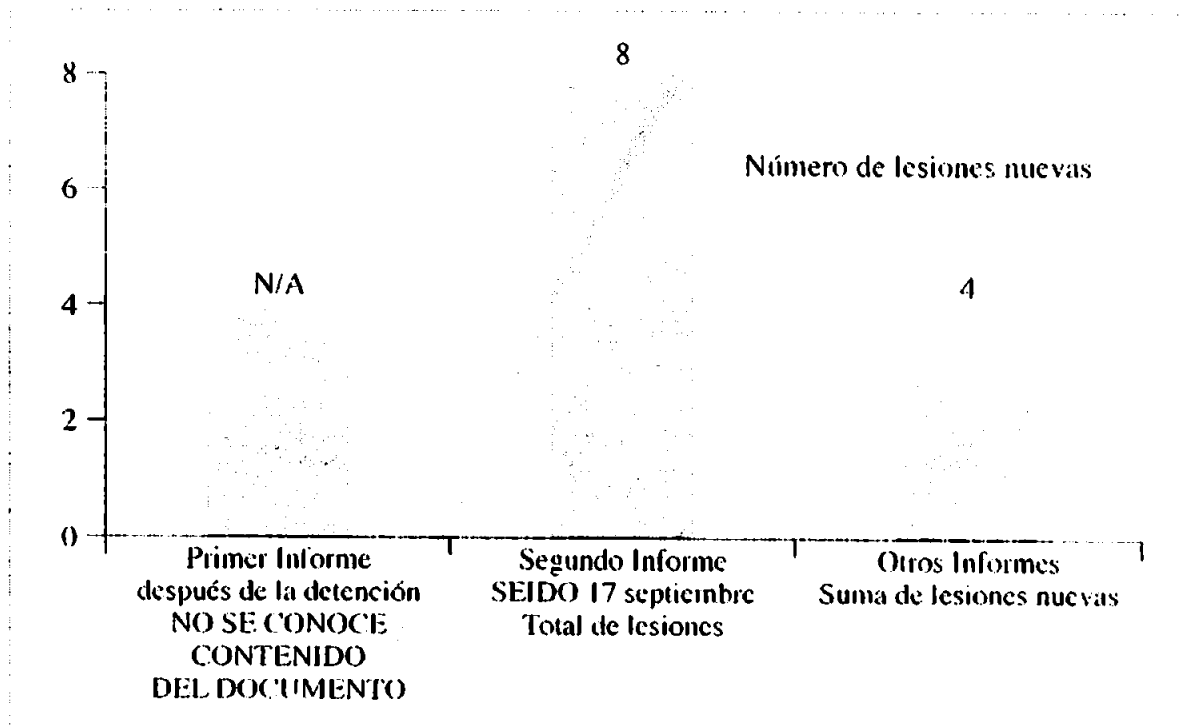 8
8
6
4
2
0
Número de lesiones nuevas
N/A
4
Primer Informe
después de la detención
NO SE CONOCE
CONTENIDO
DEL DOCUMENTO
Segundo Informe
SEIDO 17 septiembre
Total de lesiones
Otros Informes
Suma de lesiones nuevas